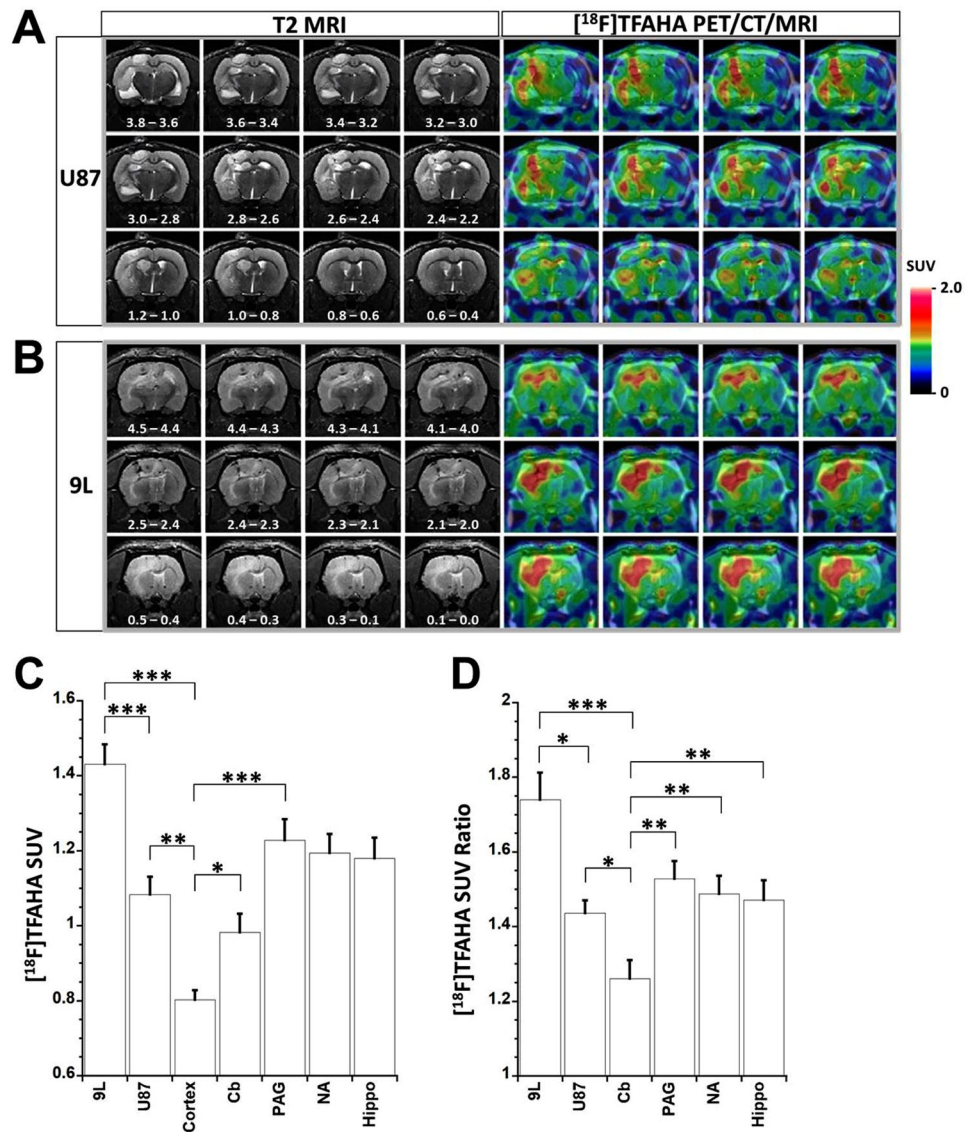 A
T2 MRI
[18F]TFAHA PET/CT/MRI
U87
3.8 – 3.6
3.6 – 3.4
3.4 – 3.2
3.2 – 3.0
3.0 – 2.8
2.8 – 2.6
2.6 – 2.4
2.4 – 2.2
1.2 – 1.0
1.0 – 0.8
0.8 – 0.6
0.6 – 0.4
SUV
2.0
0
B
9L
4.5 – 4.4
4.4 – 4.3
4.3 – 4.1
4.1 – 4.0
2.5 – 2.4
2.4 – 2.3
2.3 – 2.1
2.1 – 2.0
0.5 – 0.4
0.4 – 0.3
0.3 – 0.1
0.1 – 0.0
C
[18F]TFAHA SUV
1.6
1.4
1.2
1
0.8
0.6
***
***
***
**
*
9L
U87
Cortex
Cb
PAG
NA
Hippo
D
[18F]TFAHA SUV Ratio
2
1.8
1.6
1.4
1.2
1
***
*
**
**
**
*
9L
U87
Cb
PAG
NA
Hippo